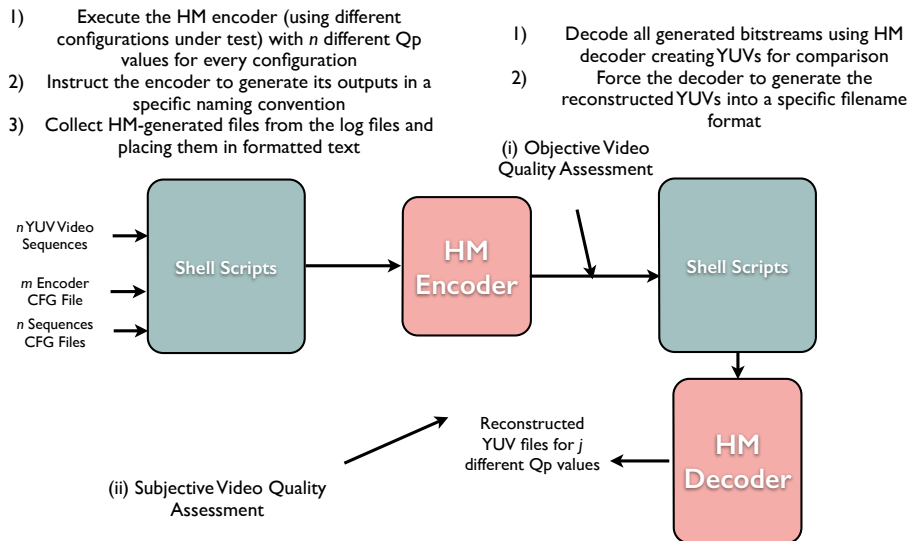 1) Execute the HM encoder (using different
configurations under test) with n different Qp
values for every configuration
2) Instruct the encoder to generate its outputs in a
specific naming convention
3) Collect HM-generated files from the log files and
placing them in formatted text
1) Decode all generated bitstreams using HM
decoder creating YUVs for comparison
2) Force the decoder to generate the
reconstructed YUVs into a specific filename
format
(i) Objective Video
Quality Assessment
n YUV Video
Sequences
m Encoder
CFG File
n Sequences
CFG Files
Shell Scripts
HM
Encoder
Shell Scripts
HM
Decoder
Reconstructed
YUV files for j
different Qp values
(ii) Subjective Video Quality
Assessment